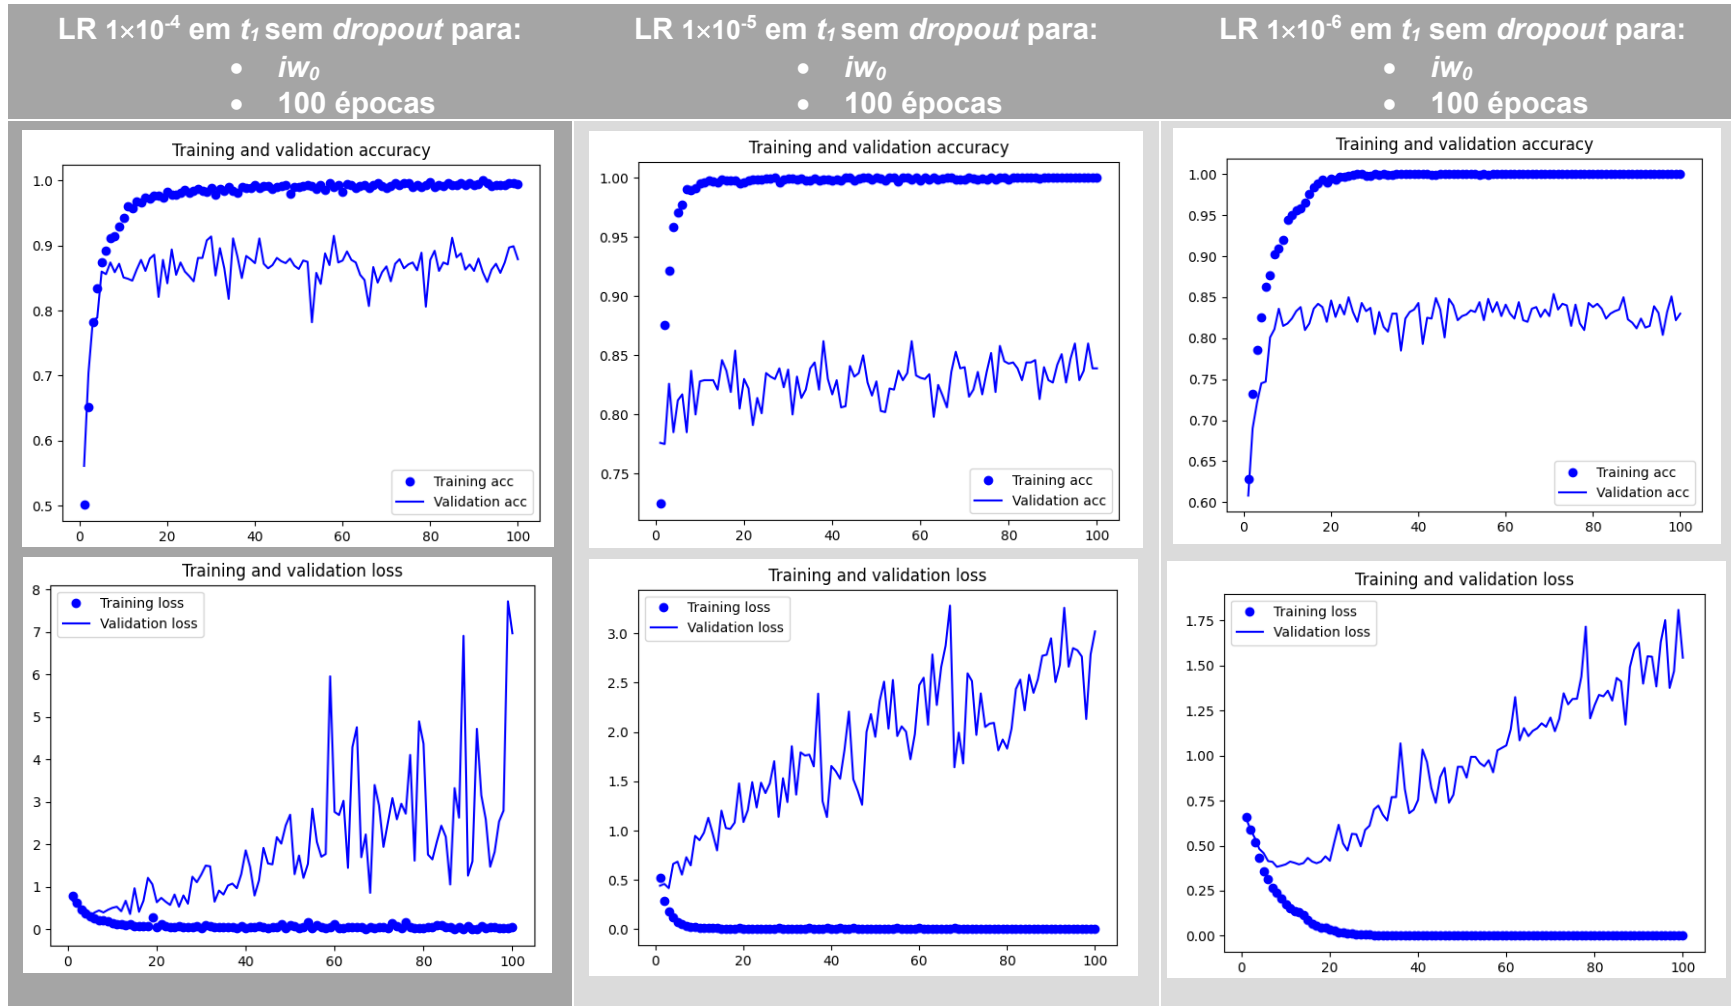 LR 1×10⁻⁴ em t₁ sem dropout para:
• iw₀
• 100 épocas
LR 1×10⁻⁵ em t₁ sem dropout para:
• iw₀
• 100 épocas
LR 1×10⁻⁶ em t₁ sem dropout para:
• iw₀
• 100 épocas
Training and validation accuracy
1.0
0.9
0.8
0.7
0.6
0.5
0 20 40 60 80 100
Training acc
Validation acc
Training and validation accuracy
1.00
0.95
0.90
0.85
0.80
0.75
0 20 40 60 80 100
Training acc
Validation acc
Training and validation accuracy
1.00
0.95
0.90
0.85
0.80
0.75
0.70
0.65
0.60
0 20 40 60 80 100
Training acc
Validation acc
Training and validation loss
8
7
6
5
4
3
2
1
0
0 20 40 60 80 100
Training loss
Validation loss
Training and validation loss
3.0
2.5
2.0
1.5
1.0
0.5
0.0
0 20 40 60 80 100
Training loss
Validation loss
Training and validation loss
1.75
1.50
1.25
1.00
0.75
0.50
0.25
0.00
0 20 40 60 80 100
Training loss
Validation loss